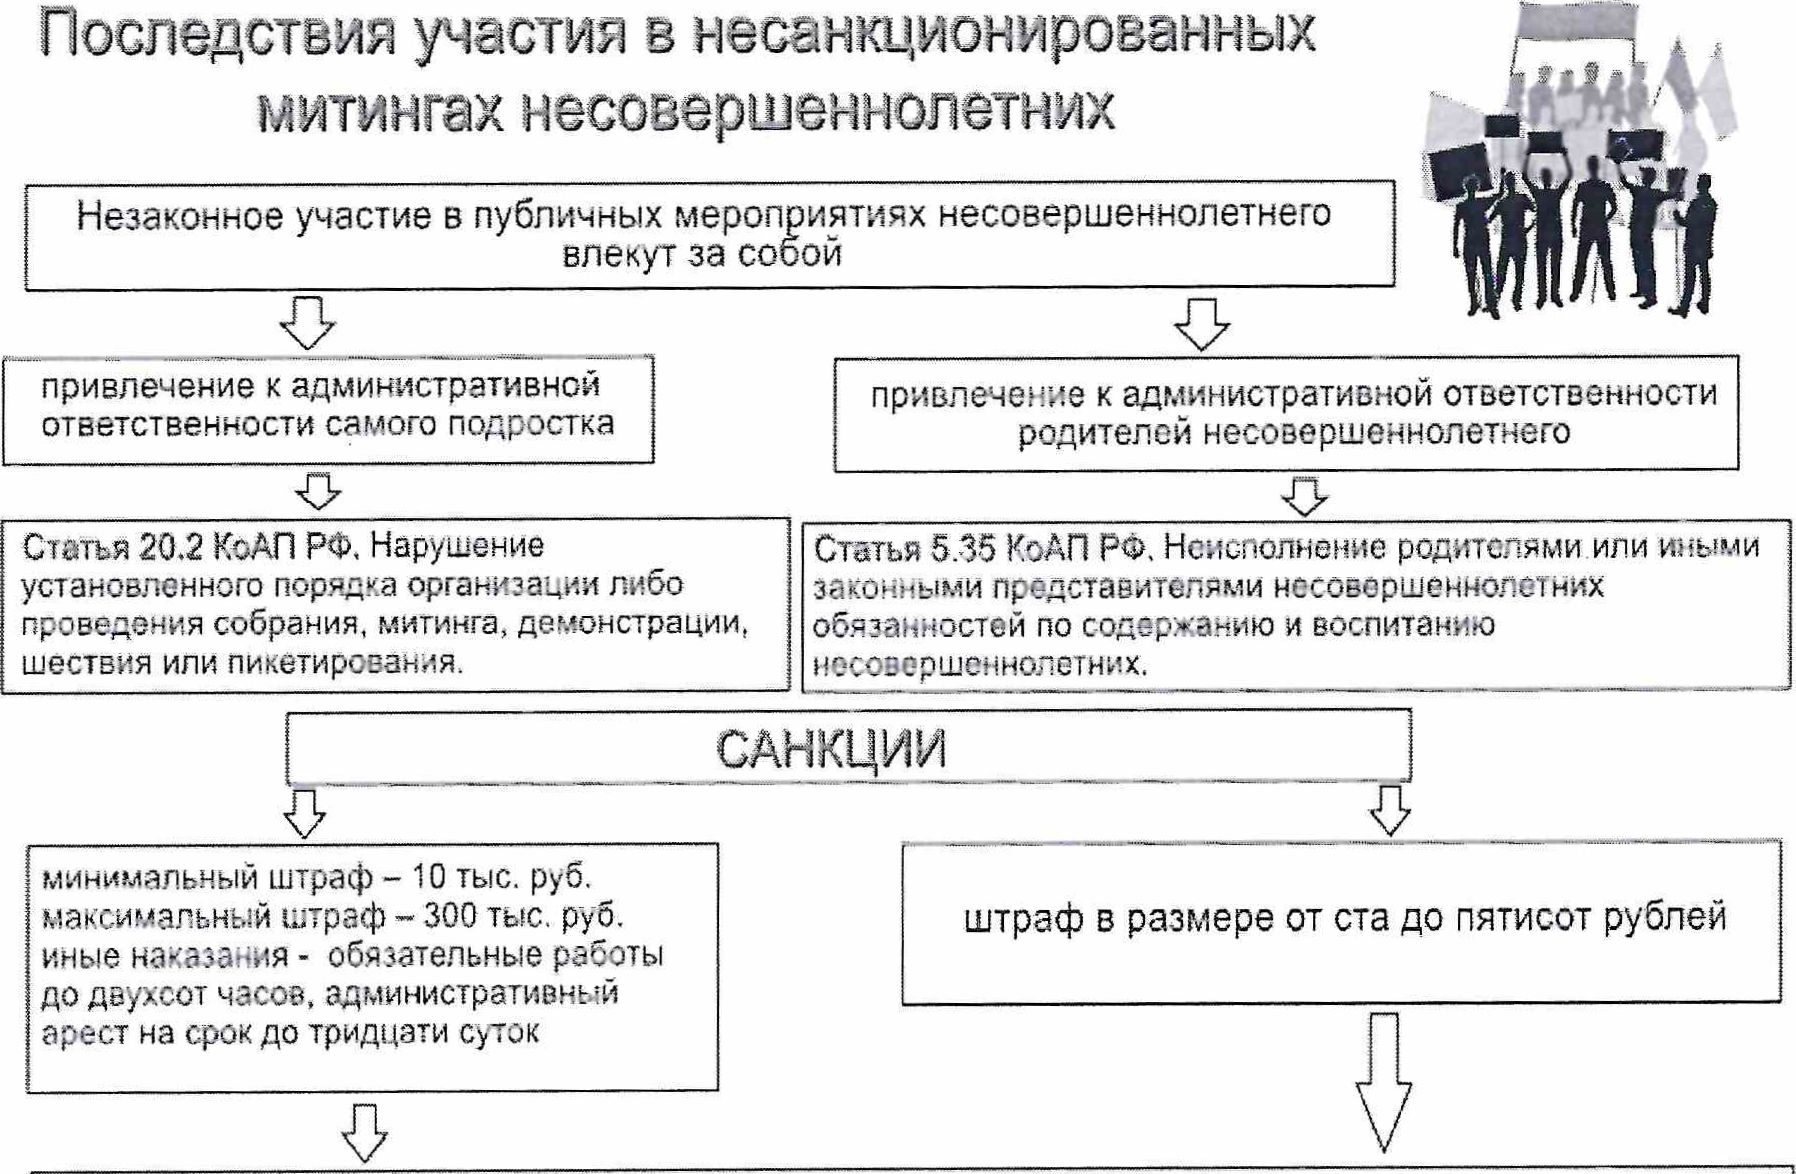 Последствия участия в несанкционированных
митингах несовершеннолетних
Незаконное участие в публичных мероприятиях несовершеннолетнего
влекут за собой
привлечение к административной
ответственности самого подростка
привлечение к административной ответственности
родителей несовершеннолетнего
Статья 20.2 КоАП РФ. Нарушение
установленного порядка организации либо
проведения собрания, митинга, демонстрации,
шествия или пикетирования.
Статья 5.35 КоАП РФ. Неисполнение родителями или иными
законными представителями несовершеннолетних
обязанностей по содержанию и воспитанию
несовершеннолетних.
САНКЦИИ
минимальный штраф – 10 тыс. руб.
максимальный штраф – 300 тыс. руб.
иные наказания - обязательные работы
до двухсот часов, административный
арест на срок до тридцати суток
штраф в размере от ста до пятисот рублей